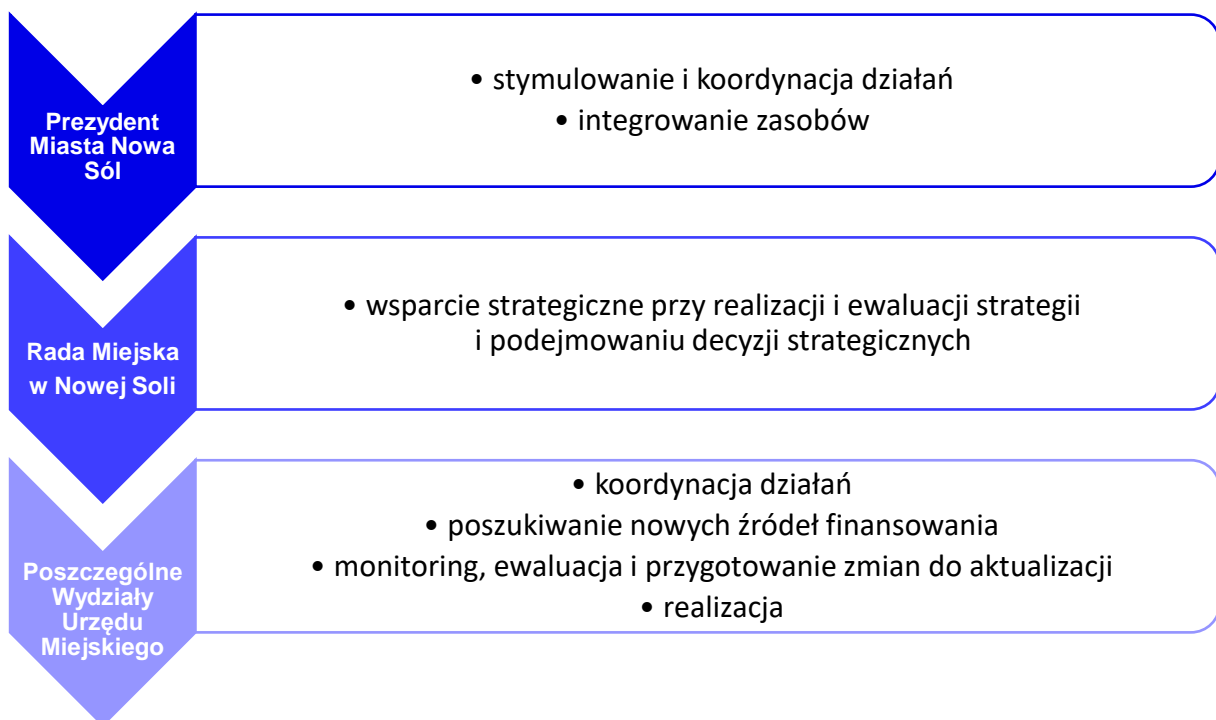 Prezydent
Miasta Nowa
Sól
• stymulowanie i koordynacja działań
• integrowanie zasobów
Rada Miejska
w Nowej Soli
• wsparcie strategiczne przy realizacji i ewaluacji strategii
i podejmowaniu decyzji strategicznych
Poszczególne
Wydziały
Urzędu
Miejskiego
• koordynacja działań
• poszukiwanie nowych źródeł finansowania
• monitoring, ewaluacja i przygotowanie zmian do aktualizacji
• realizacja